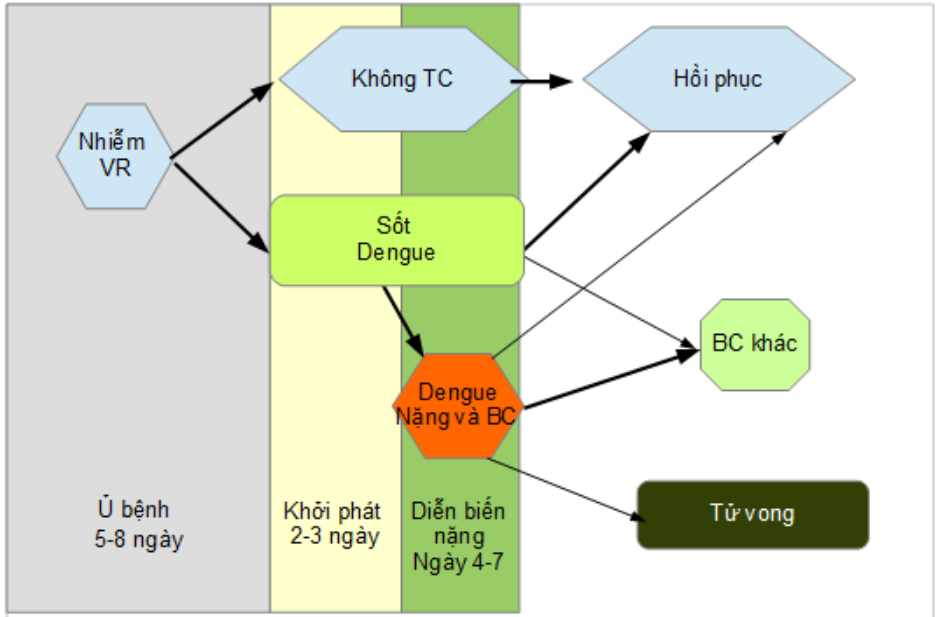 Không TC
Hồi phục
Nhiễm
VR
Sốt
Dengue
BC khác
Dengue
Nặng và BC
Tử vong
Ủ bệnh
5-8 ngày
Khởi phát
2-3 ngày
Diễn biến
nặng
Ngày 4-7